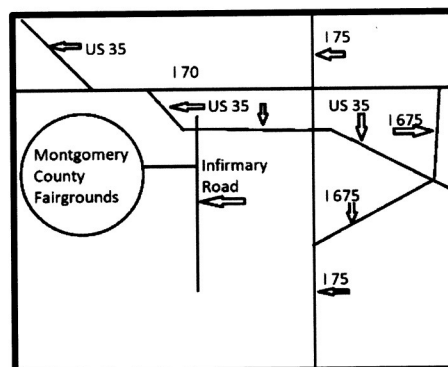 US 35
I 75
I 70
US 35
US 35
I 675
Montgomery
County
Fairgrounds
Infirmary
Road
I 675
I 75